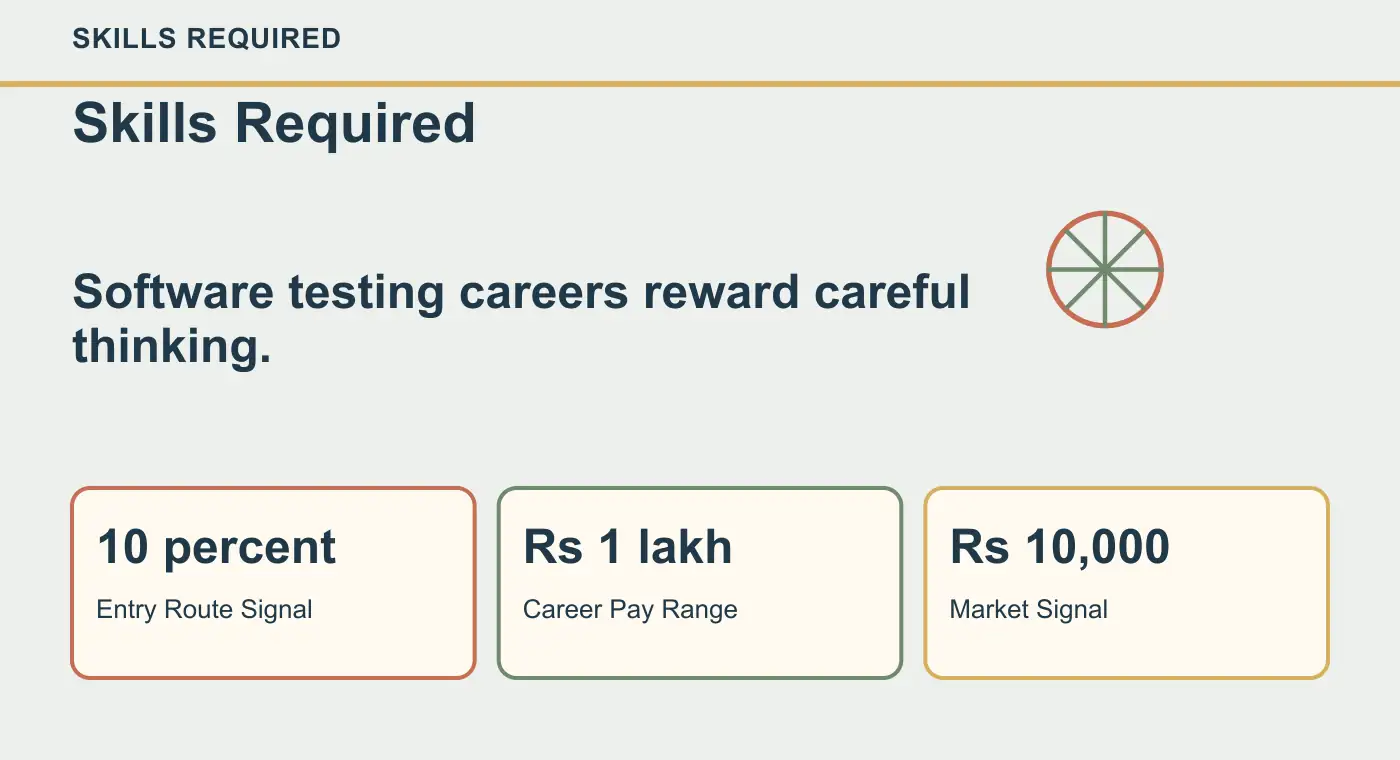 SKILLS REQUIRED
Skills Required
Software testing careers reward careful
thinking.
10 percent
Entry Route Signal
Rs 1 lakh
Career Pay Range
Rs 10,000
Market Signal